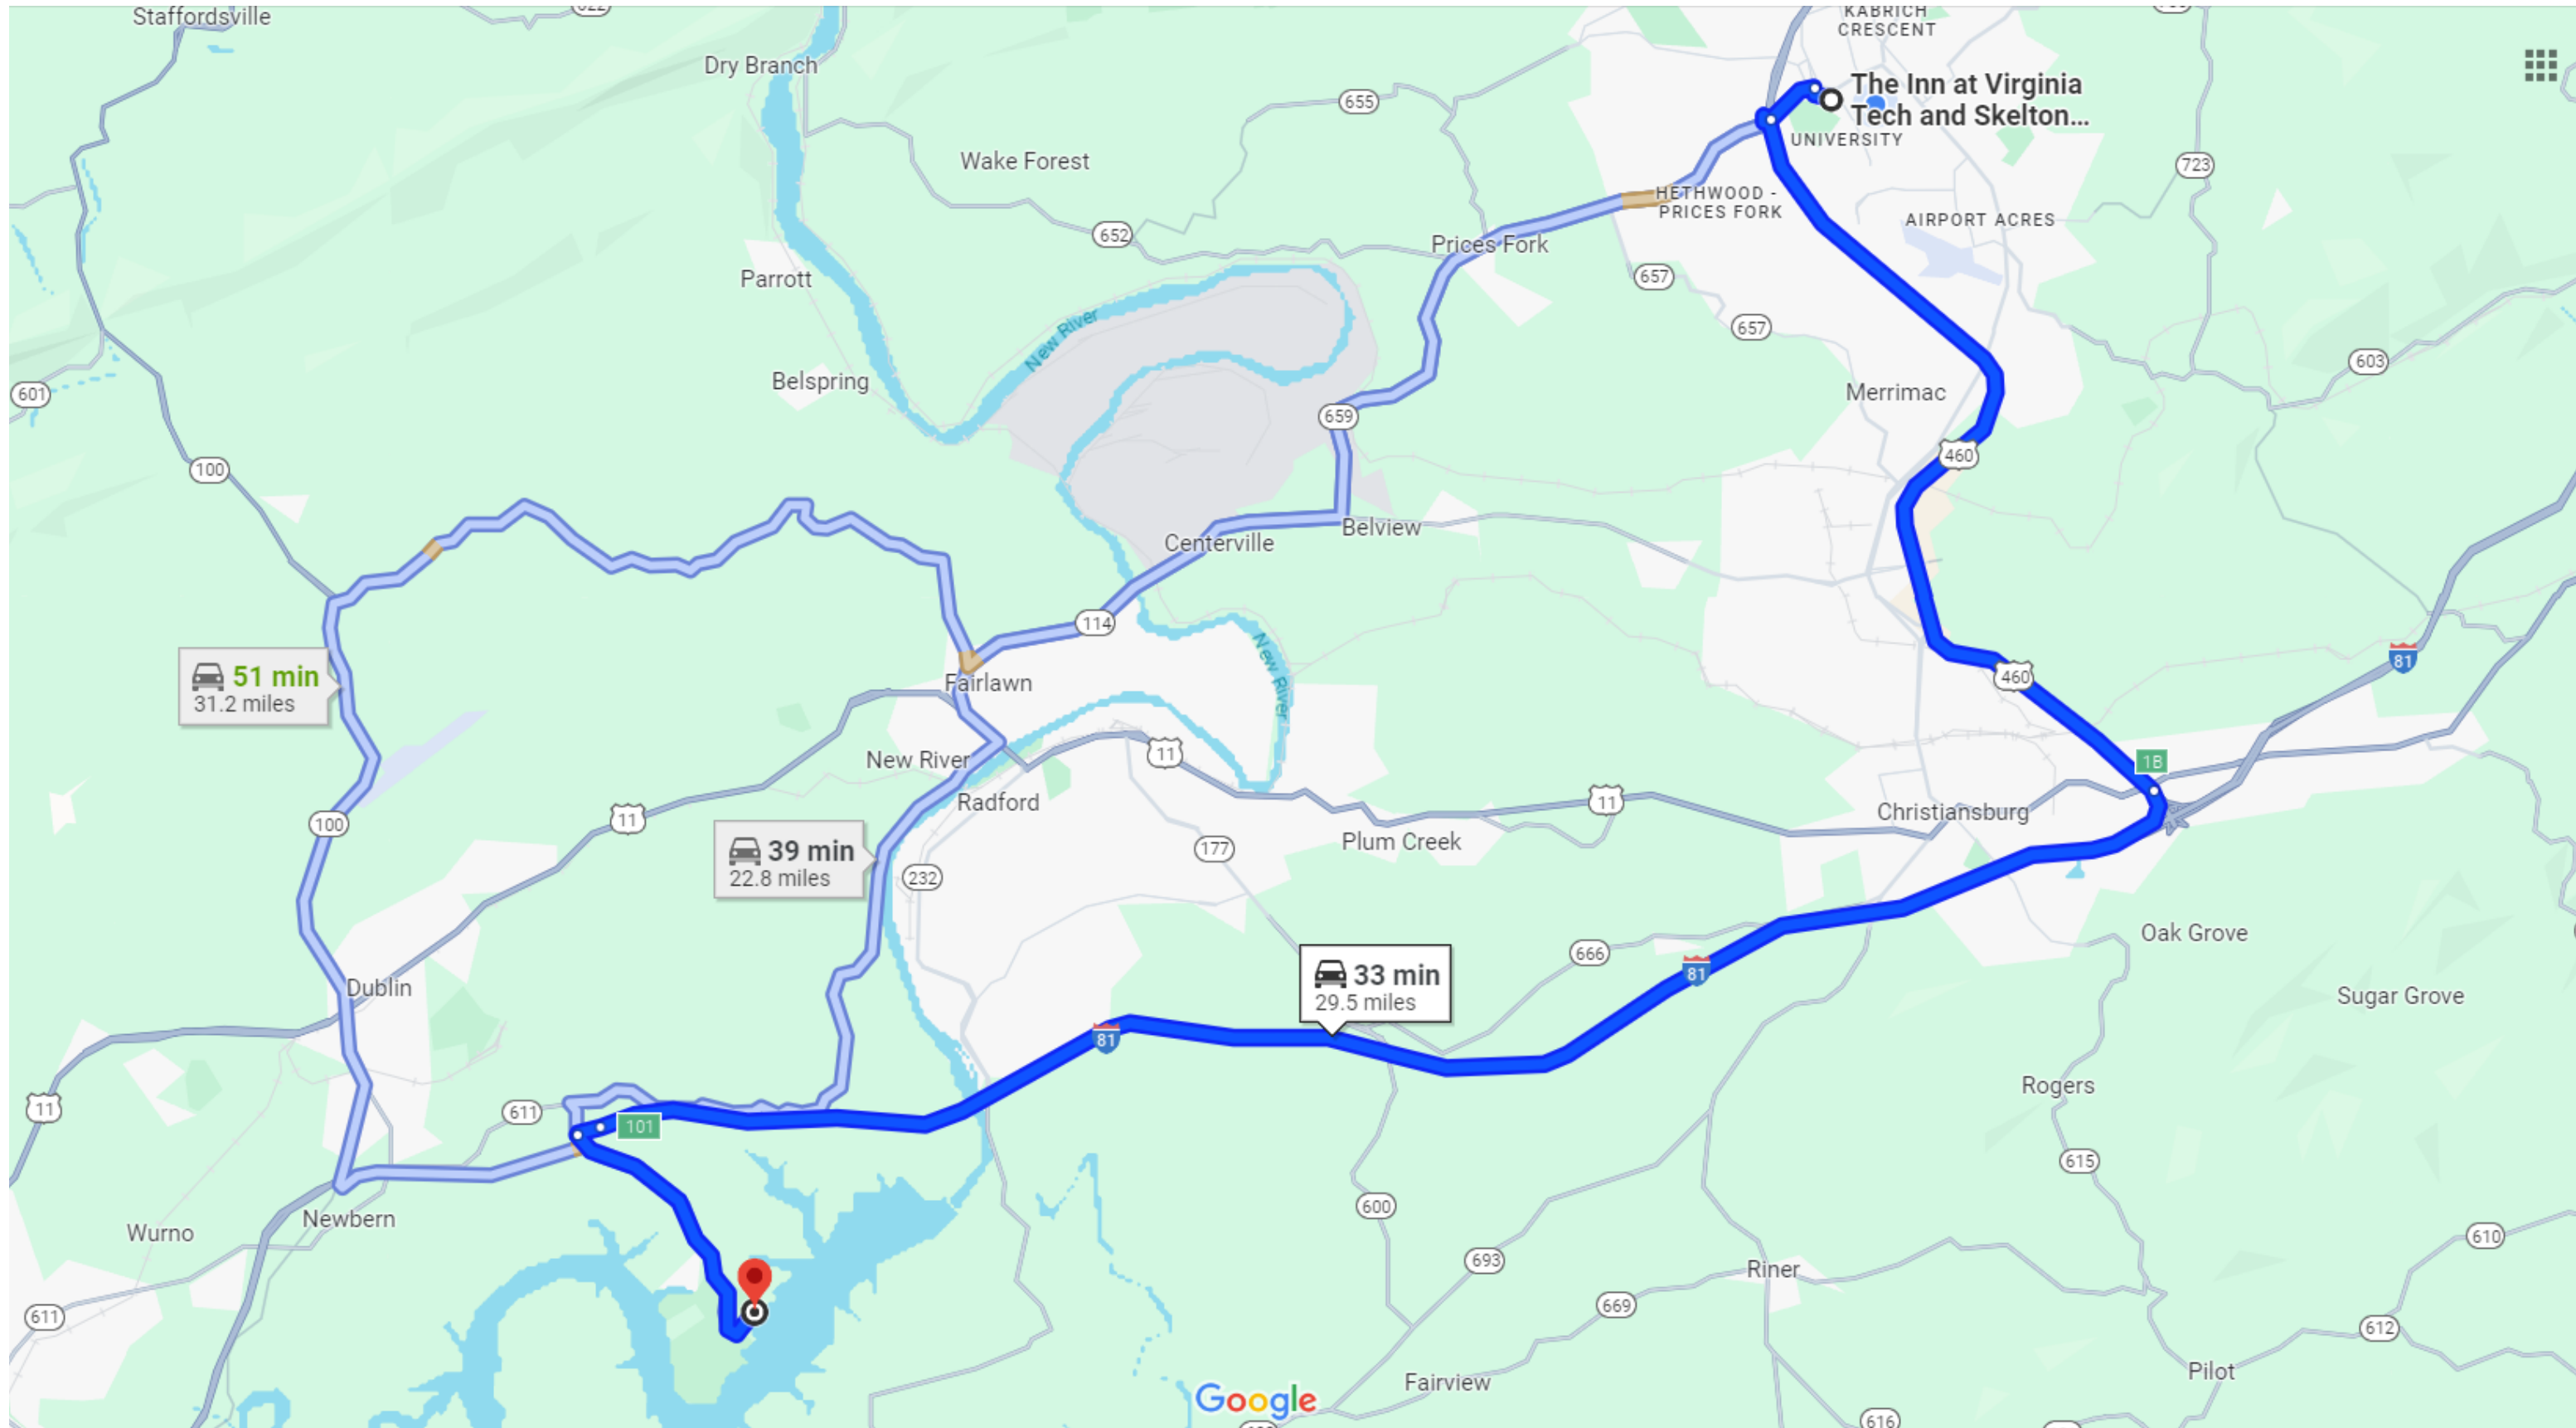 Staffordsville
622
KABRICH
CRESCENT
Dry Branch
The Inn at Virginia
Tech and Skelton...
655
UNIVERSITY
Wake Forest
723
HETHWOOD -
PRICES FORK
AIRPORT ACRES
652
Prices Fork
Parrott
657
New River
657
603
Belspring
601
Merrimac
659
460
100
Belview
Centerville
114
New River
81
51 min
31.2 miles
460
Fairlawn
11
New River
1B
Radford
11
11
100
Christiansburg
Plum Creek
39 min
22.8 miles
177
232
Oak Grove
666
33 min
29.5 miles
81
Dublin
Sugar Grove
81
Rogers
11
611
101
615
600
Newbern
Wurno
610
693
Riner
611
669
612
Pilot
Fairview
Google
616